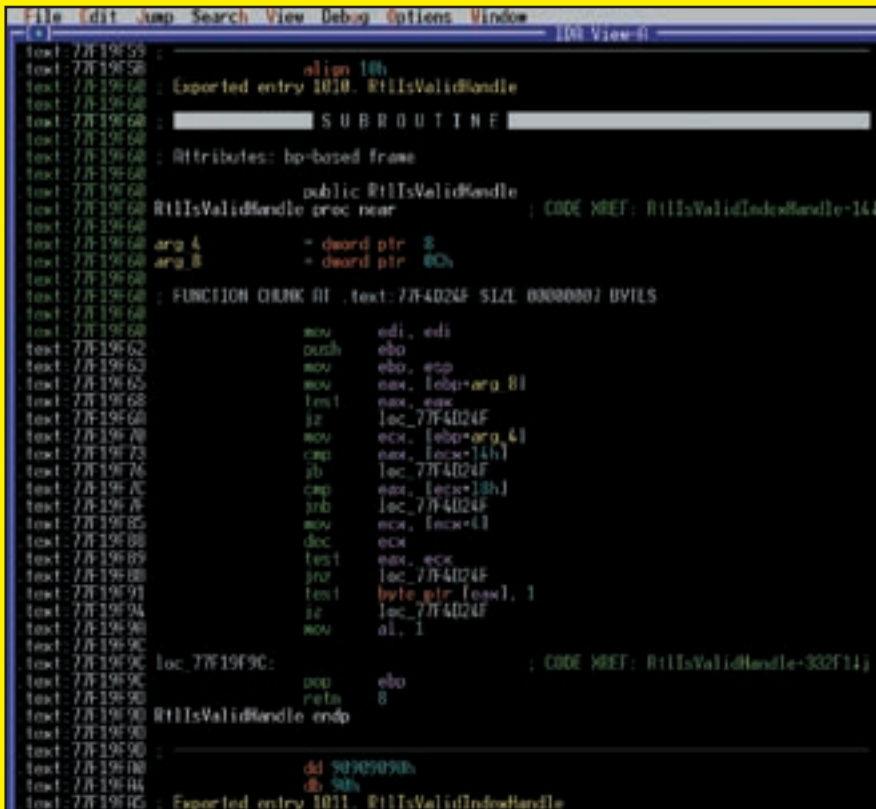 File Edit Jump Search View Debug Options Window
IDA View-A
.text:77F19F59 ;
.text:77F19F5B align 10h
.text:77F19F60 ; Exported entry 1010. RtlIsValidHandle
.text:77F19F60
.text:77F19F60 ; S U B R O U T I N E
.text:77F19F60
.text:77F19F60 ; Attributes: bp-based frame
.text:77F19F60
.text:77F19F60 public RtlIsValidHandle
.text:77F19F60 RtlIsValidHandle proc near ; CODE XREF: RtlIsValidIndexHandle-14↓
.text:77F19F60
.text:77F19F60 arg_4 = dword ptr 8
.text:77F19F60 arg_8 = dword ptr 0Ch
.text:77F19F60
.text:77F19F60 ; FUNCTION CHUNK AT .text:77F4D24F SIZE 00000007 BYTES
.text:77F19F60
.text:77F19F60 mov edi, edi
.text:77F19F62 push ebp
.text:77F19F63 mov ebp, esp
.text:77F19F65 mov eax, [ebp+arg_8]
.text:77F19F68 test eax, eax
.text:77F19F6A jz loc_77F4D24F
.text:77F19F70 mov ecx, [ebp+arg_4]
.text:77F19F73 cmp eax, [ecx+14h]
.text:77F19F76 jb loc_77F4D24F
.text:77F19F7C cmp eax, [ecx+18h]
.text:77F19F7F jnb loc_77F4D24F
.text:77F19F85 mov ecx, [ecx+4]
.text:77F19F88 dec ecx
.text:77F19F89 test eax, ecx
.text:77F19F8B jnz loc_77F4D24F
.text:77F19F91 test byte ptr [eax], 1
.text:77F19F94 jz loc_77F4D24F
.text:77F19F9A mov al, 1
.text:77F19F9C
.text:77F19F9C loc_77F19F9C: ; CODE XREF: RtlIsValidHandle-332F1↓j
.text:77F19F9C pop ebp
.text:77F19F9D retn 8
.text:77F19F9D RtlIsValidHandle endp
.text:77F19F9D
.text:77F19F9D ;
.text:77F19FA0 dd 90909090h
.text:77F19FA4 db 90h
.text:77F19FA5 ; Exported entry 1011. RtlIsValidIndexHandle